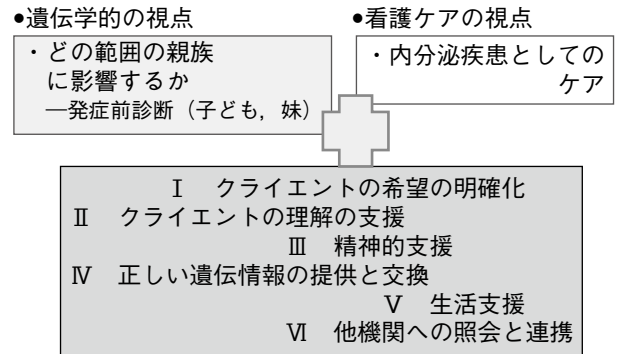 ●遺伝学的視点
・どの範囲の親族
に影響するか
―発症前診断（子ども，妹）
●看護ケアの視点
・内分泌疾患としての
ケア
Ⅰ クライエントの希望の明確化
Ⅱ クライエントの理解の支援
Ⅲ 精神的支援
Ⅳ 正しい遺伝情報の提供と交換
Ⅴ 生活支援
Ⅵ 他機関への照会と連携